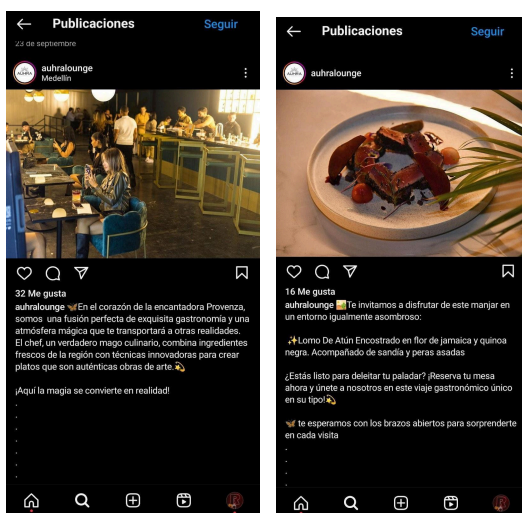 Publicaciones
Seguir
23 de septiembre
auhralounge
Medellín
32 Me gusta
auhralounge 🦋En el corazón de la encantadora Provenza,
somos una fusión perfecta de exquisita gastronomía y una
atmósfera mágica que te transportará a otras realidades.
El chef, un verdadero mago culinario, combina ingredientes
frescos de la región con técnicas innovadoras para crear
platos que son auténticas obras de arte.💫
¡Aquí la magia se convierte en realidad!
.
.
.
.
.
.
.
Publicaciones
Seguir
AUHRA
auhralounge
16 Me gusta
auhralounge 🏜️Te invitamos a disfrutar de este manjar en
un entorno igualmente asombroso:
✨Lomo De Atún Encostrado en flor de jamaica y quinoa
negra. Acompañado de sandía y peras asadas
¿Estás listo para deleitar tu paladar? ¡Reserva tu mesa
ahora y únete a nosotros en este viaje gastronómico único
en su tipo!💫
🦋 te esperamos con los brazos abiertos para sorprenderte
en cada visita
.
.
.
.